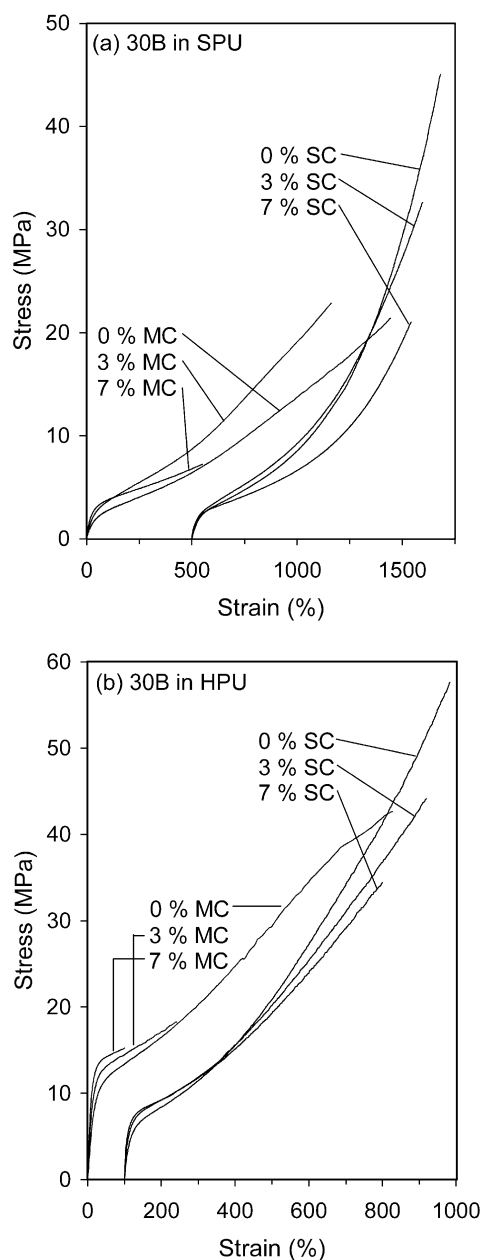 50
(a) 30B in SPU
40
0 % SC
3 % SC
30
7 % SC
Stress (MPa)
20
0 % MC
3 % MC
7 % MC
10
0
0 500 1000 1500
Strain (%)
60
(b) 30B in HPU
0 % SC
50
3 % SC
7 % SC
40
Stress (MPa)
0 % MC
30
3 % MC
7 % MC
20
10
0
0 200 400 600 800 1000
Strain (%)